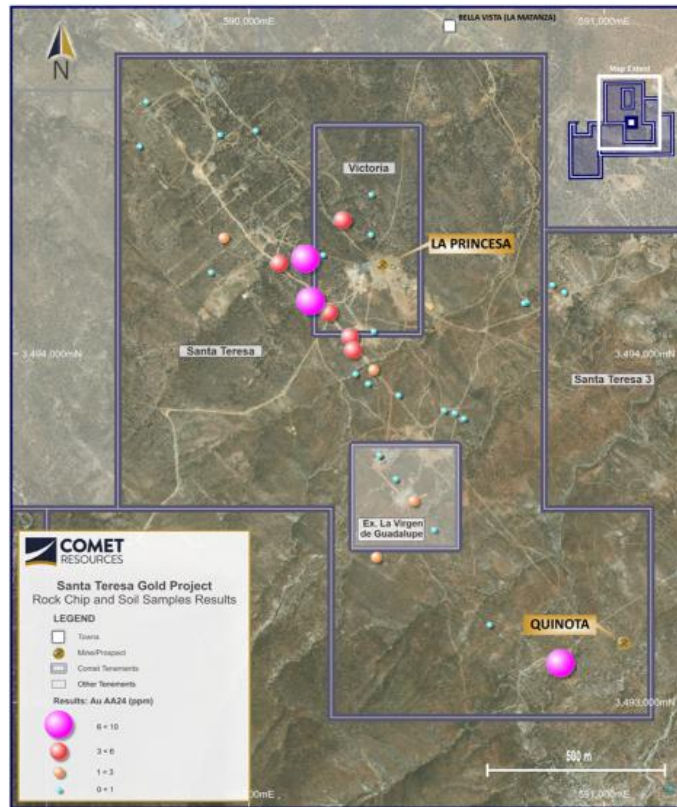 590,000mE
591,000mE
BELLA VISTA (LA MATANZA)
N
Map Extent
Victoria
LA PRINCESA
3,494,000mN
Santa Teresa
3,494,000mN
Santa Teresa 3
Ex. La Virgen
de Guadalupe
COMET
RESOURCES
Santa Teresa Gold Project
Rock Chip and Soil Samples Results
LEGEND
Towns
Mine/Prospect
Comet Tenements
Other Tenements
Results: Au AA24 (ppm)
6 < 10
3 < 6
1 < 3
0 < 1
QUINOTA
3,493,000mN
500 m
591,000mE